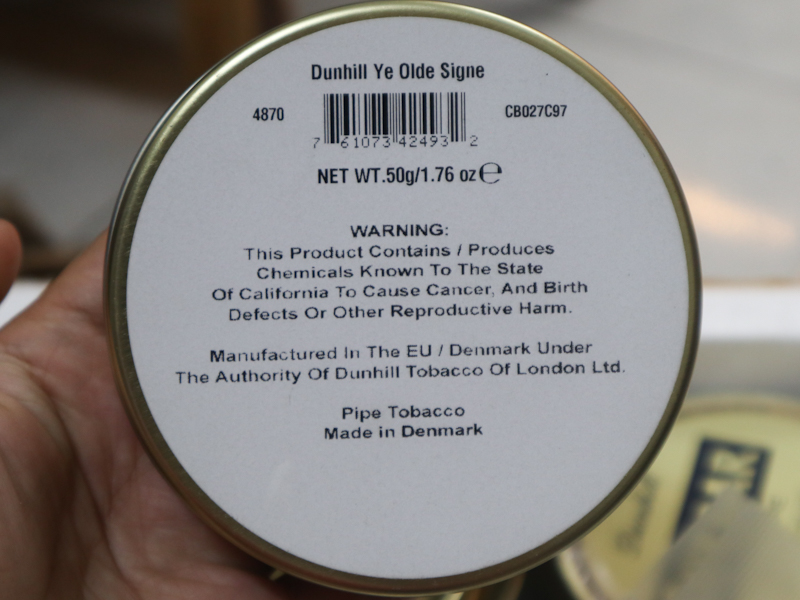 Dunhill Ye Olde Signe
4870
CB027C97
7 61073 42493 2
NET WT.50g/1.76 oz ℮
WARNING:
This Product Contains / Produces
Chemicals Known To The State
Of California To Cause Cancer, And Birth
Defects Or Other Reproductive Harm.
Manufactured In The EU / Denmark Under
The Authority Of Dunhill Tobacco Of London Ltd.
Pipe Tobacco
Made in Denmark